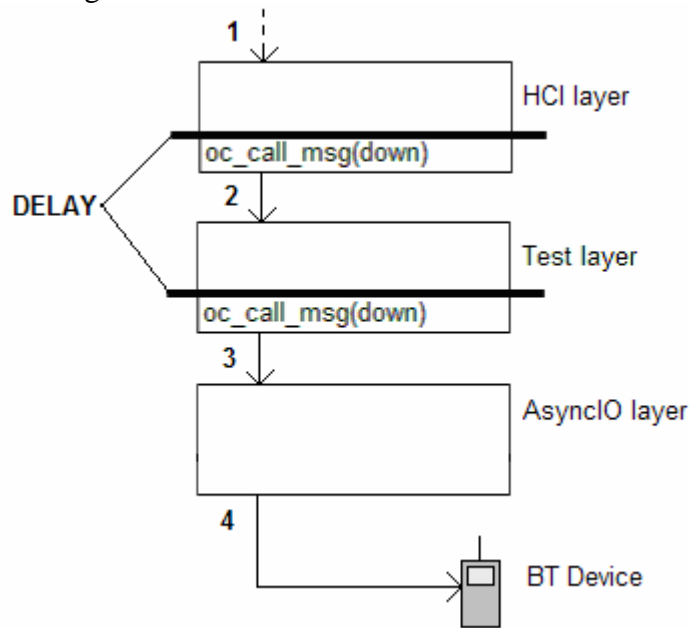 1
HCI layer
oc_call_msg(down)
2
DELAY
Test layer
oc_call_msg(down)
3
AsyncIO layer
4
BT Device